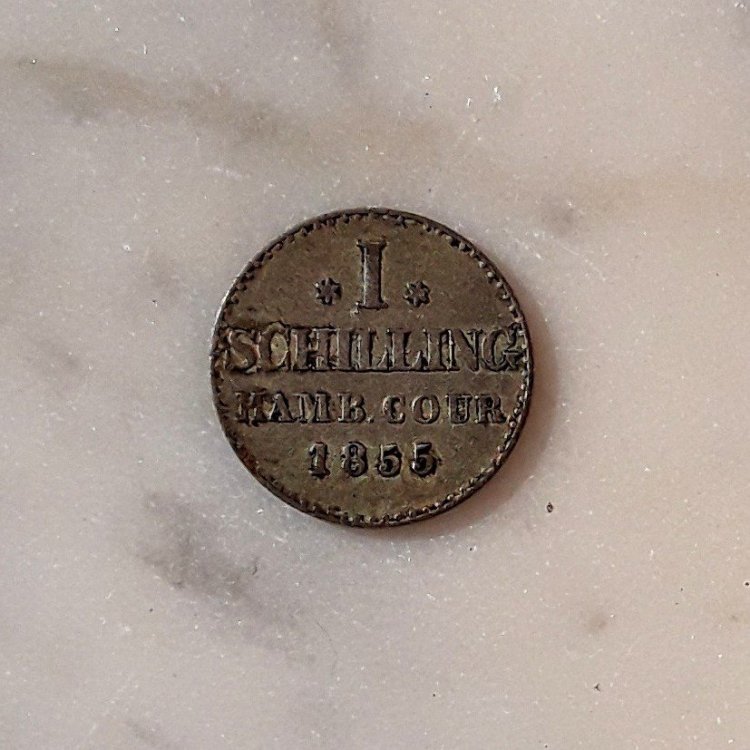 * I *
SCHILLING
HAMB. COUR
1855